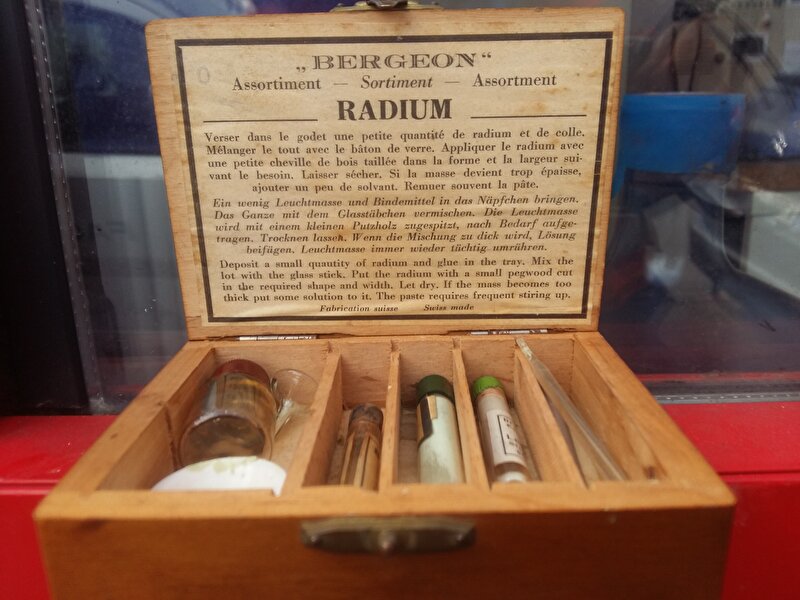 „BERGEON“
Assortiment — Sortiment — Assortment
RADIUM
Verser dans le godet une petite quantité de radium et de colle.
Mélanger le tout avec le bâton de verre. Appliquer le radium avec
une petite cheville de bois taillée dans la forme et la largeur sui-
vant le besoin. Laisser sécher. Si la masse devient trop épaisse,
ajouter un peu de solvant. Remuer souvent la pâte.
Ein wenig Leuchtmasse und Bindemittel in das Näpfchen bringen.
Das Ganze mit dem Glasstäbchen vermischen. Die Leuchtmasse
wird mit einem kleinen Putzholz zugespitzt, nach Bedarf aufge-
tragen, Trocknen lassek. Wenn die Mischung zu dick wird, Lösung
beifügen. Leuchtmasse immer wieder tüchtig umrühren.
Deposit a small quantity of radium and glue in the tray. Mix the
lot with the glass stick. Put the radium with a small pegwood cut
in the required shape and width. Let dry. If the mass becomes too
thick put some solution to it. The paste requires frequent stiring up.
Fabrication suisse Swiss made